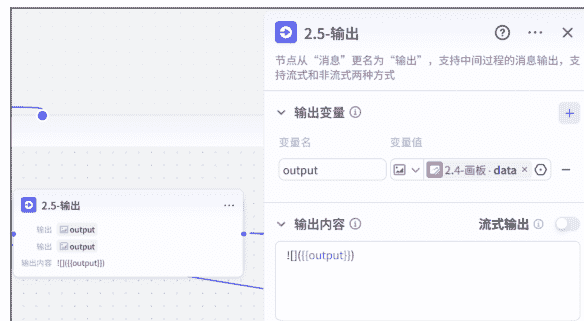 2.5-输出
节点从“消息”更名为“输出”，支持中间过程的消息输出，支
持流式和非流式两种方式
输出变量
变量名 变量值
output 2.4-画板 · data
输出内容 流式输出
![]({{output}})
2.5-输出
输出 output
输出 output
输出内容 ![]({{output}})